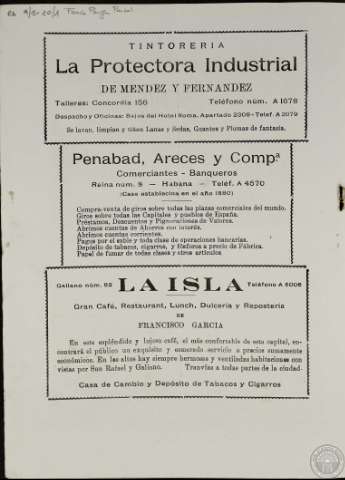 TINTORERIA
La Protectora Industrial
DE MENDEZ Y FERNANDEZ
Talleres: Concordia 156 Teléfono núm. A 1678
Despacho y Oficinas: Bajos del Hotel Roma. Apartado 2308 - Telef. A 2079
Se lavan, limpian y tiñen Lanas y Sedas, Guantes y Plumas de fantasía.
Penabad, Areces y Compª
Comerciantes - Banqueros
Reina num. 5 — Habana — Teléf. A 4570
(Casa establecina en el año 1880)
Compra-venta de giros sobre todas las plazas comerciales del mundo.
Giros sobre todas las Capitales y pueblos de España.
Préstamos, Descuentos y Pignoraciones de Valores.
Abrimos cuentas de Ahorros con interés.
Abrimos cuentas corrientes.
Pagos por el cable y toda clase de operaciones bancarias.
Depósito de tabacos, cigarros, y fósforos a precio de Fábrica.
Papel de fumar de todas clases y otros artículos
Galiano núm. 92 LA ISLA Teléfono A 5006
Gran Café, Restaurant, Lunch, Dulcería y Repostería
DE
FRANCISCO GARCIA
En este espléndido y lujoso café, el más confortable de esta capital, en-
contrará el público un exquisito y esmerado servicio a precios sumamente
económicos. En los altos hay siempre hermosas y ventiladas habitaciones con
vistas por San Rafael y Galiano. Tranvías a todas partes de la ciudad.
Casa de Cambio y Depósito de Tabacos y Cigarros